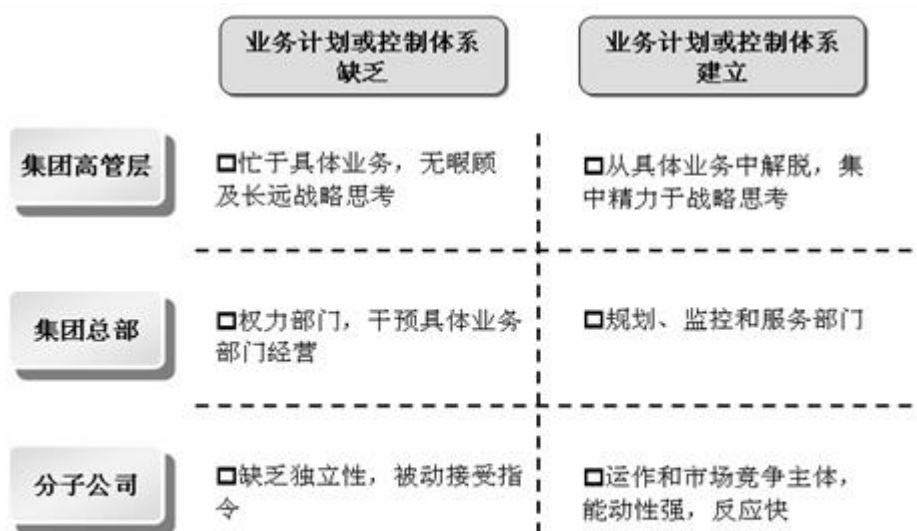 业务计划或控制体系
缺乏
业务计划或控制体系
建立
集团高管层
忙于具体业务，无暇顾
及长远战略思考
从具体业务中解脱，集
中精力于战略思考
集团总部
权力部门，干预具体业务
部门经营
规划、监控和服务部门
分子公司
缺乏独立性，被动接受指
令
运作和市场竞争主体，
能动性强，反应快